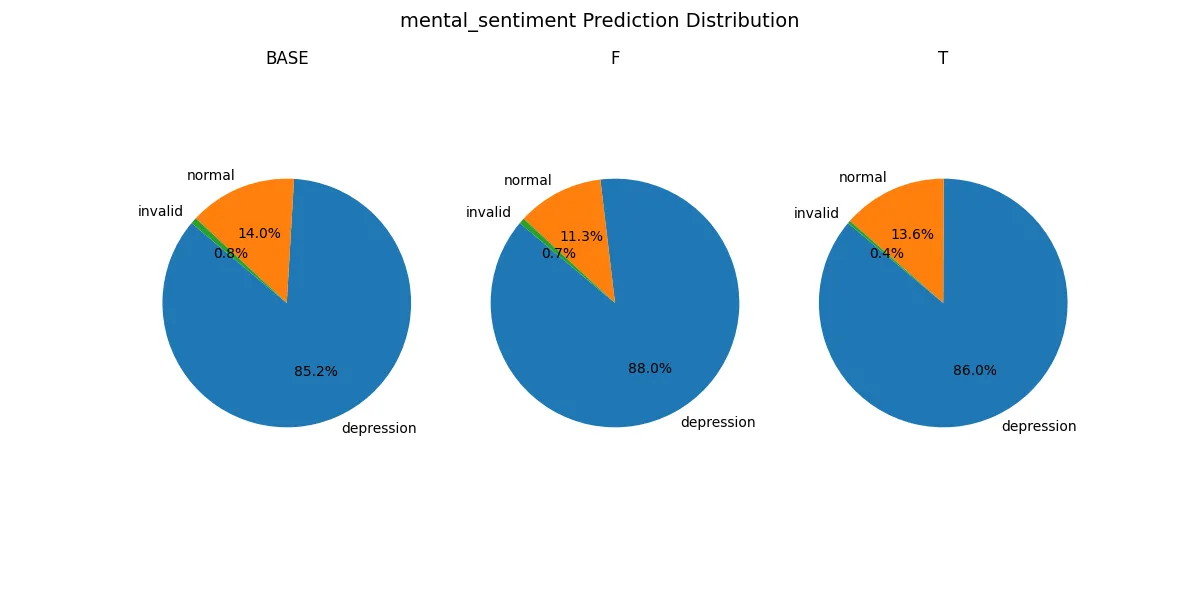 mental_sentiment Prediction Distribution
BASE
normal
invalid
14.0%
0.8%
85.2%
depression
F
normal
invalid
11.3%
0.7%
88.0%
depression
T
normal
invalid
13.6%
0.4%
86.0%
depression